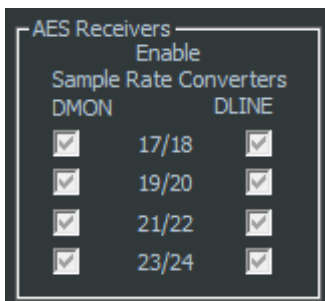 AES Receivers
Enable
Sample Rate Converters
DMON DLINE
17/18
19/20
21/22
23/24